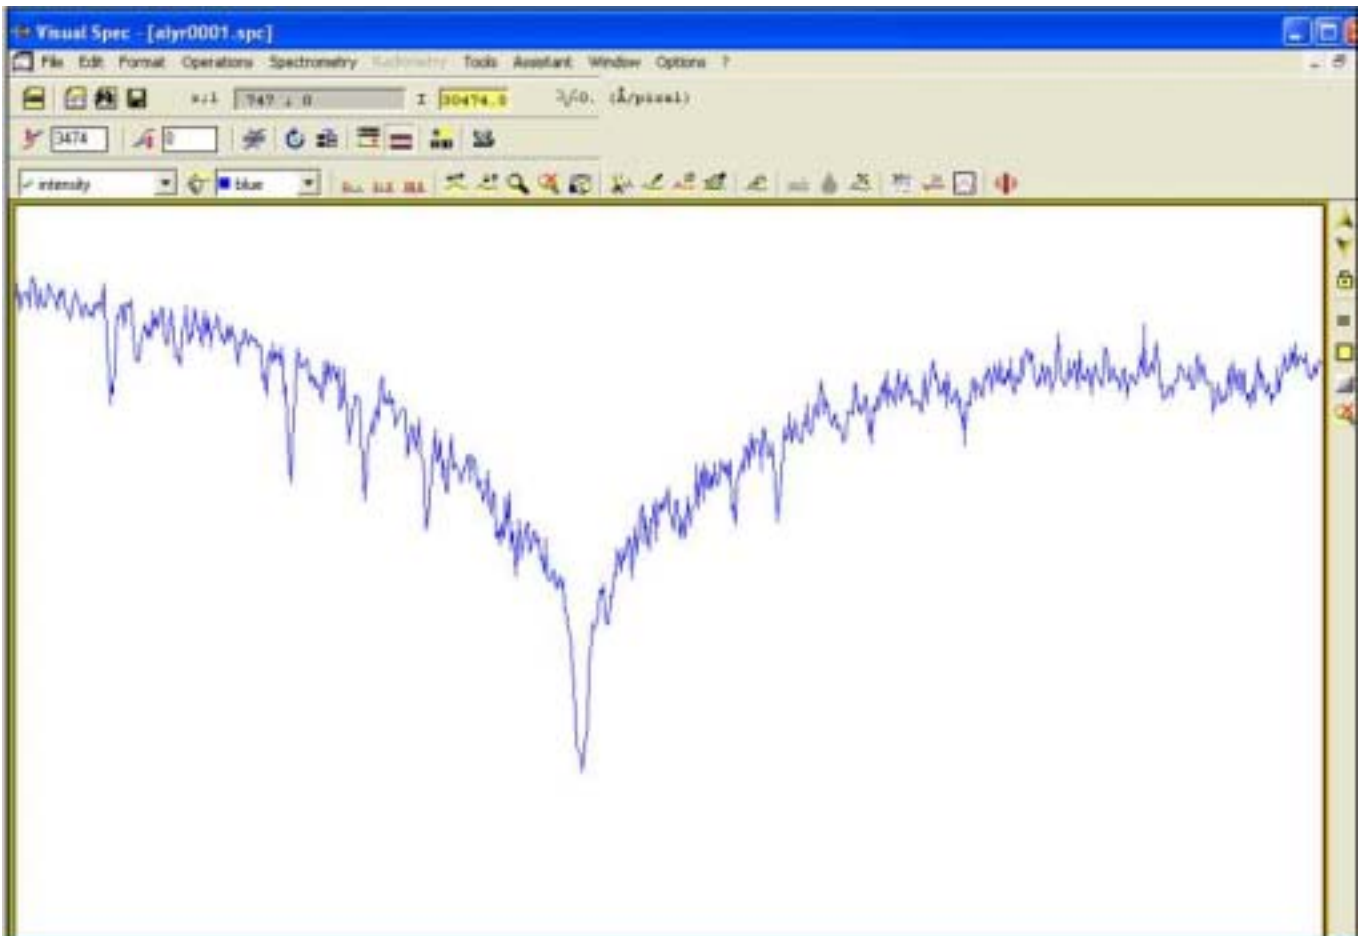 Visual Spec - [alyr0001.spc]
File Edit Format Operations Spectrometry Radiometry Tools Assistant Window Options ?
747 ; 0 I 30474.0 (Å/pixel)
3474 0
intensity blue